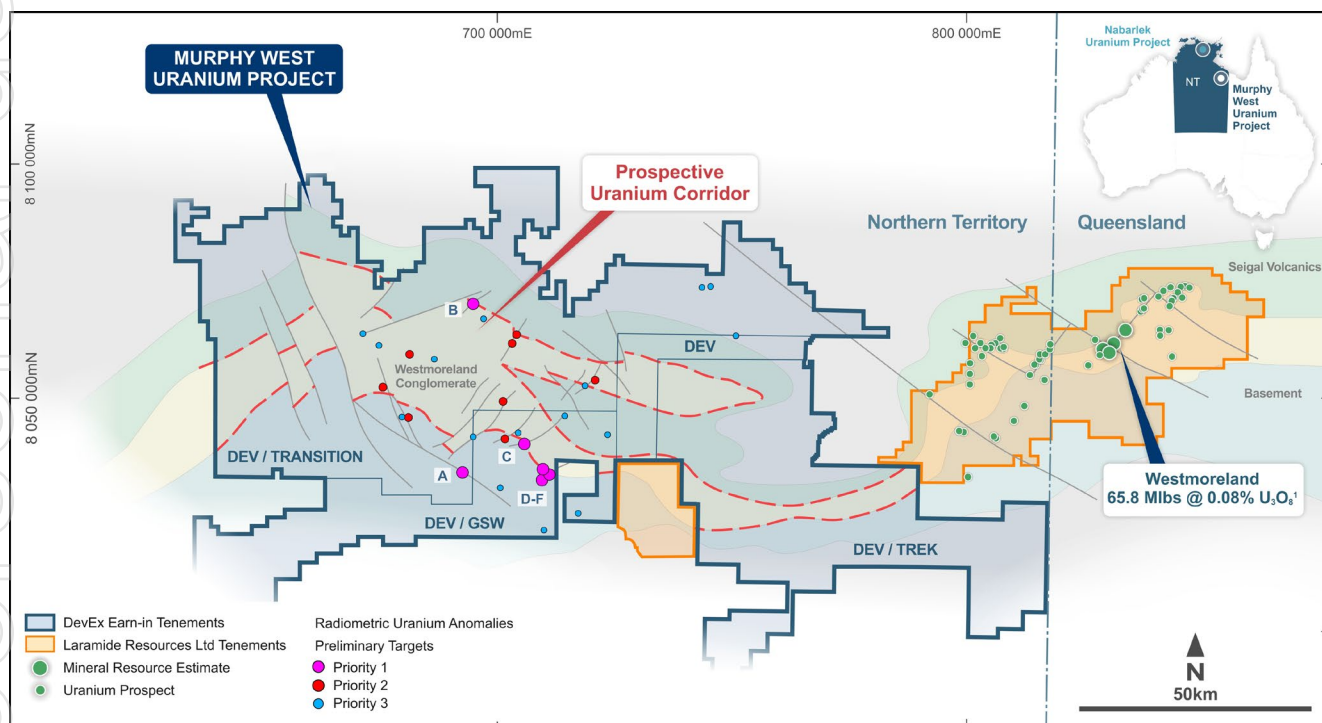 700 000mE
800 000mE
8 100 000mN
8 050 000mN
MURPHY WEST
URANIUM PROJECT
Prospective
Uranium Corridor
Nabarlek
Uranium Project
NT
Murphy
West
Uranium
Project
Northern Territory
Queensland
Seigal Volcanics
B
DEV
Westmoreland
Conglomerate
Basement
DEV / TRANSITION
A
C
D-F
DEV / GSW
DEV / TREK
Westmoreland
65.8 Mlbs @ 0.08% U₃O₈¹
DevEx Earn-in Tenements
Laramide Resources Ltd Tenements
Mineral Resource Estimate
Uranium Prospect
Radiometric Uranium Anomalies
Preliminary Targets
Priority 1
Priority 2
Priority 3
N
50km